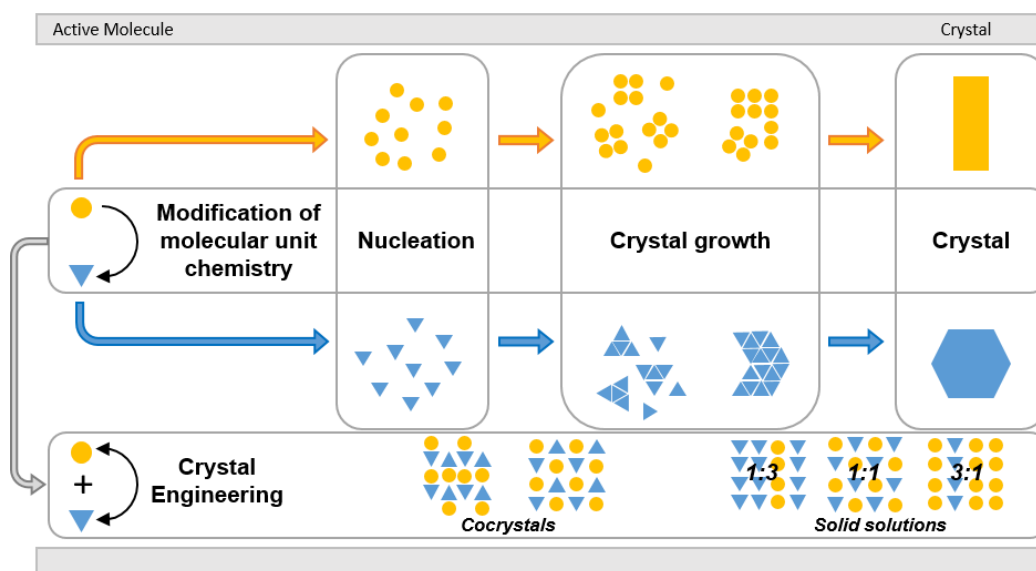 Active Molecule
Crystal
Modification of
molecular unit
chemistry
Nucleation
Crystal growth
Crystal
+
Crystal
Engineering
1:3
1:1
3:1
Cocrystals
Solid solutions